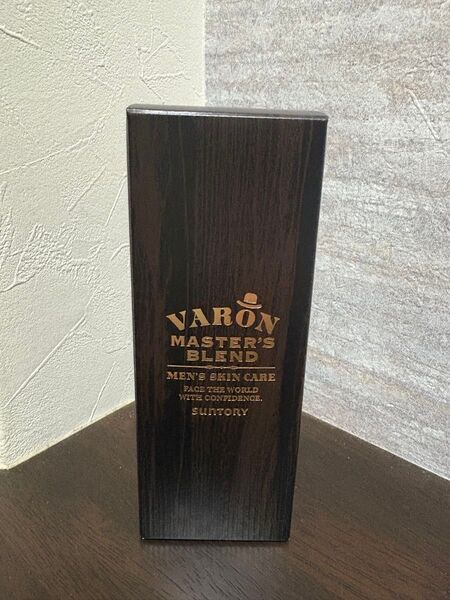 VARON
MASTER'S
BLEND
MEN'S SKIN CARE
FACE THE WORLD
WITH CONFIDENCE.
SUNTORY